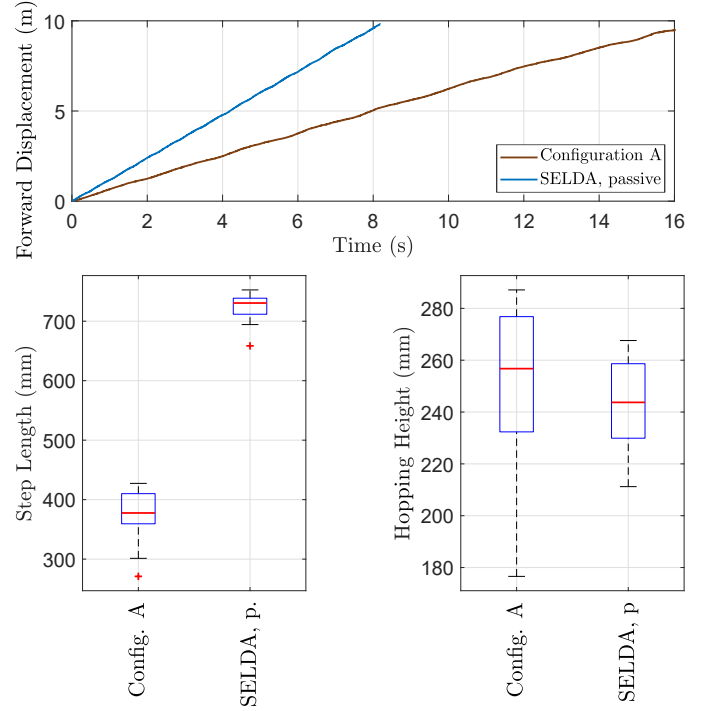 Forward Displacement (m)
10
5
0
0 2 4 6 8 10 12 14 16
Time (s)
Configuration A
SELDA, passive
Step Length (mm)
700
600
500
400
300
Config. A
SELDA, p.
Hopping Height (mm)
280
260
240
220
200
180
Config. A
SELDA, p